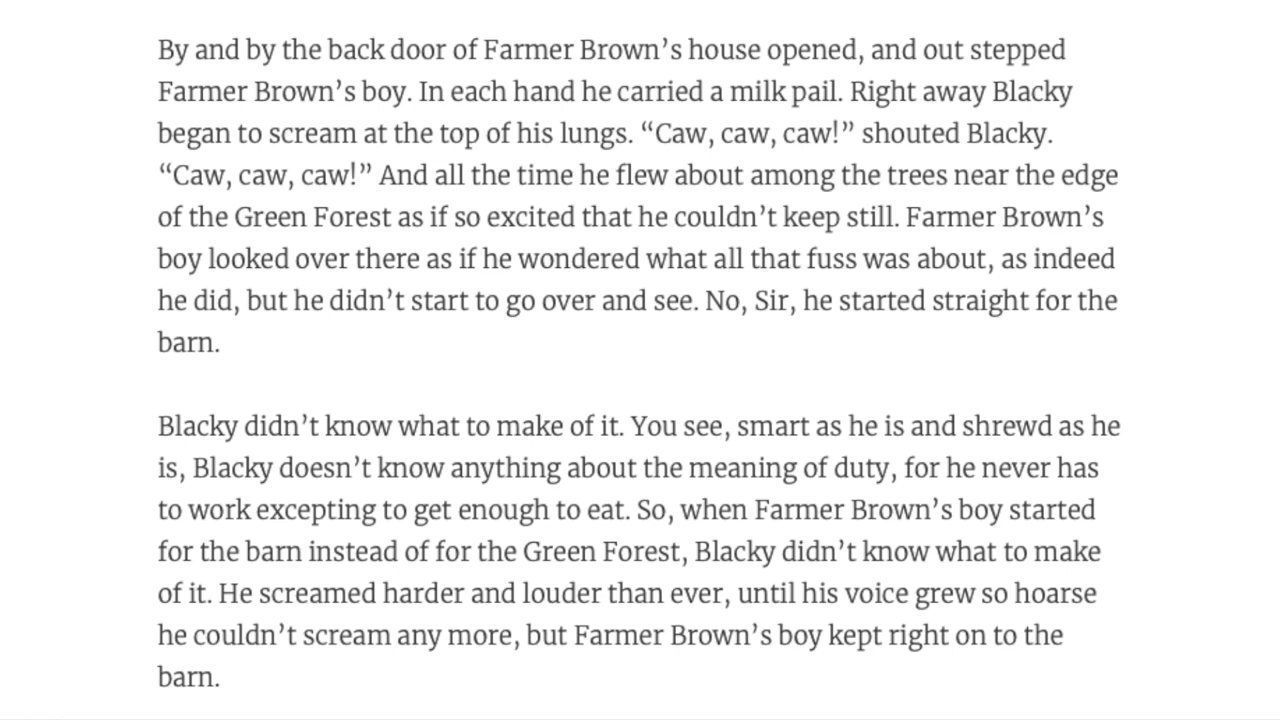 By and by the back door of Farmer Brown’s house opened, and out stepped
Farmer Brown’s boy. In each hand he carried a milk pail. Right away Blacky
began to scream at the top of his lungs. “Caw, caw, caw!” shouted Blacky.
“Caw, caw, caw!” And all the time he flew about among the trees near the edge
of the Green Forest as if so excited that he couldn’t keep still. Farmer Brown’s
boy looked over there as if he wondered what all that fuss was about, as indeed
he did, but he didn’t start to go over and see. No, Sir, he started straight for the
barn.
Blacky didn’t know what to make of it. You see, smart as he is and shrewd as he
is, Blacky doesn’t know anything about the meaning of duty, for he never has
to work excepting to get enough to eat. So, when Farmer Brown’s boy started
for the barn instead of for the Green Forest, Blacky didn’t know what to make
of it. He screamed harder and louder than ever, until his voice grew so hoarse
he couldn’t scream any more, but Farmer Brown’s boy kept right on to the
barn.